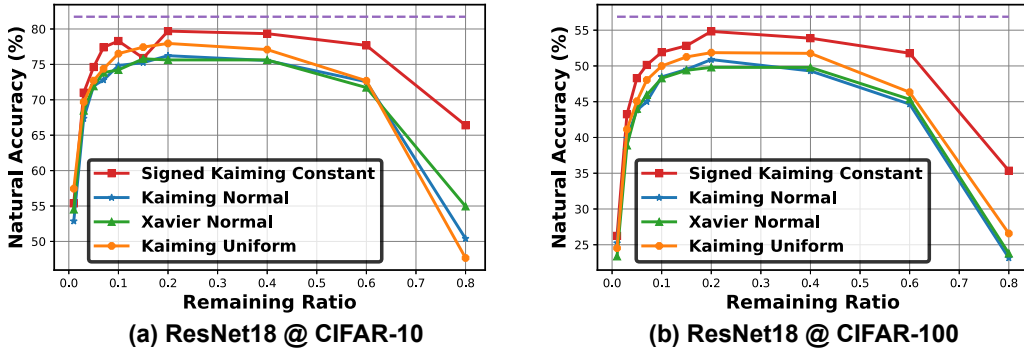 Natural Accuracy (%)
80
75
70
65
60
55
50
Signed Kaiming Constant
Kaiming Normal
Xavier Normal
Kaiming Uniform
0.0 0.1 0.2 0.3 0.4 0.5 0.6 0.7 0.8
Remaining Ratio
(a) ResNet18 @ CIFAR-10
Natural Accuracy (%)
55
50
45
40
35
30
25
Signed Kaiming Constant
Kaiming Normal
Xavier Normal
Kaiming Uniform
0.0 0.1 0.2 0.3 0.4 0.5 0.6 0.7 0.8
Remaining Ratio
(b) ResNet18 @ CIFAR-100